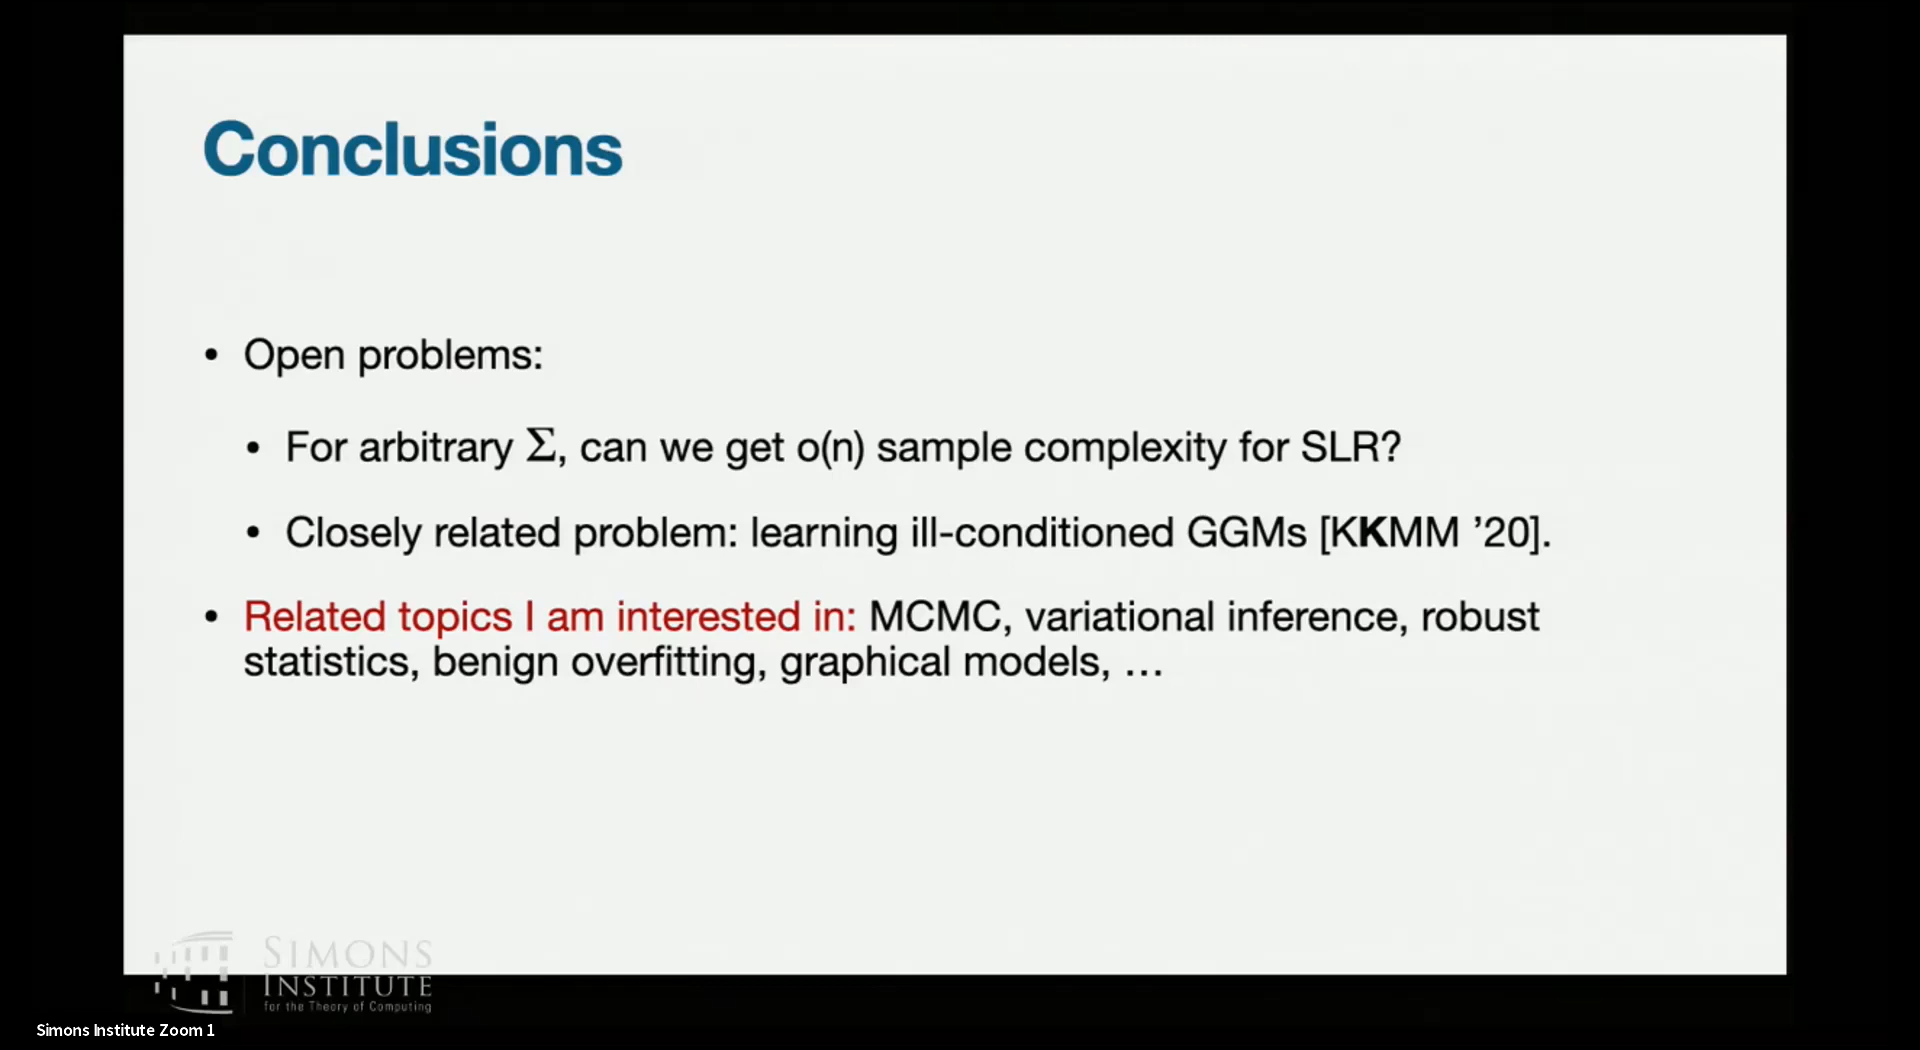 Conclusions
• Open problems:
• For arbitrary Σ, can we get o(n) sample complexity for SLR?
• Closely related problem: learning ill-conditioned GGMs [KKMM ’20].
• Related topics I am interested in: MCMC, variational inference, robust
statistics, benign overfitting, graphical models, …
SIMONS
INSTITUTE
for the Theory of Computing
Simons Institute Zoom 1